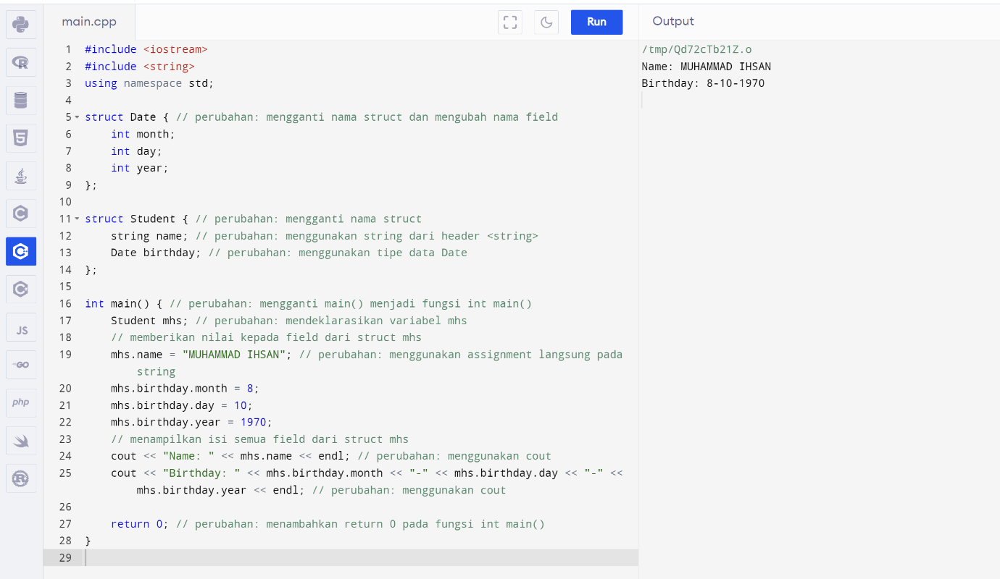 main.cpp
Run
Output
1 #include <iostream>
2 #include <string>
3 using namespace std;
4
5 struct Date { // perubahan: mengganti nama struct dan mengubah nama field
6     int month;
7     int day;
8     int year;
9 };
10
11 struct Student { // perubahan: mengganti nama struct
12     string name; // perubahan: menggunakan string dari header <string>
13     Date birthday; // perubahan: menggunakan tipe data Date
14 };
15
16 int main() { // perubahan: mengganti main() menjadi fungsi int main()
17     Student mhs; // perubahan: mendeklarasikan variabel mhs
18     // memberikan nilai kepada field dari struct mhs
19     mhs.name = "MUHAMMAD IHSAN"; // perubahan: menggunakan assignment langsung pada
        string
20     mhs.birthday.month = 8;
21     mhs.birthday.day = 10;
22     mhs.birthday.year = 1970;
23     // menampilkan isi semua field dari struct mhs
24     cout << "Name: " << mhs.name << endl; // perubahan: menggunakan cout
25     cout << "Birthday: " << mhs.birthday.month << "-" << mhs.birthday.day << "-" <<
        mhs.birthday.year << endl; // perubahan: menggunakan cout
26
27     return 0; // perubahan: menambahkan return 0 pada fungsi int main()
28 }
29
/tmp/Qd72cTb21Z.o
Name: MUHAMMAD IHSAN
Birthday: 8-10-1970
R
5
C
C
C
JS
GO
php
R